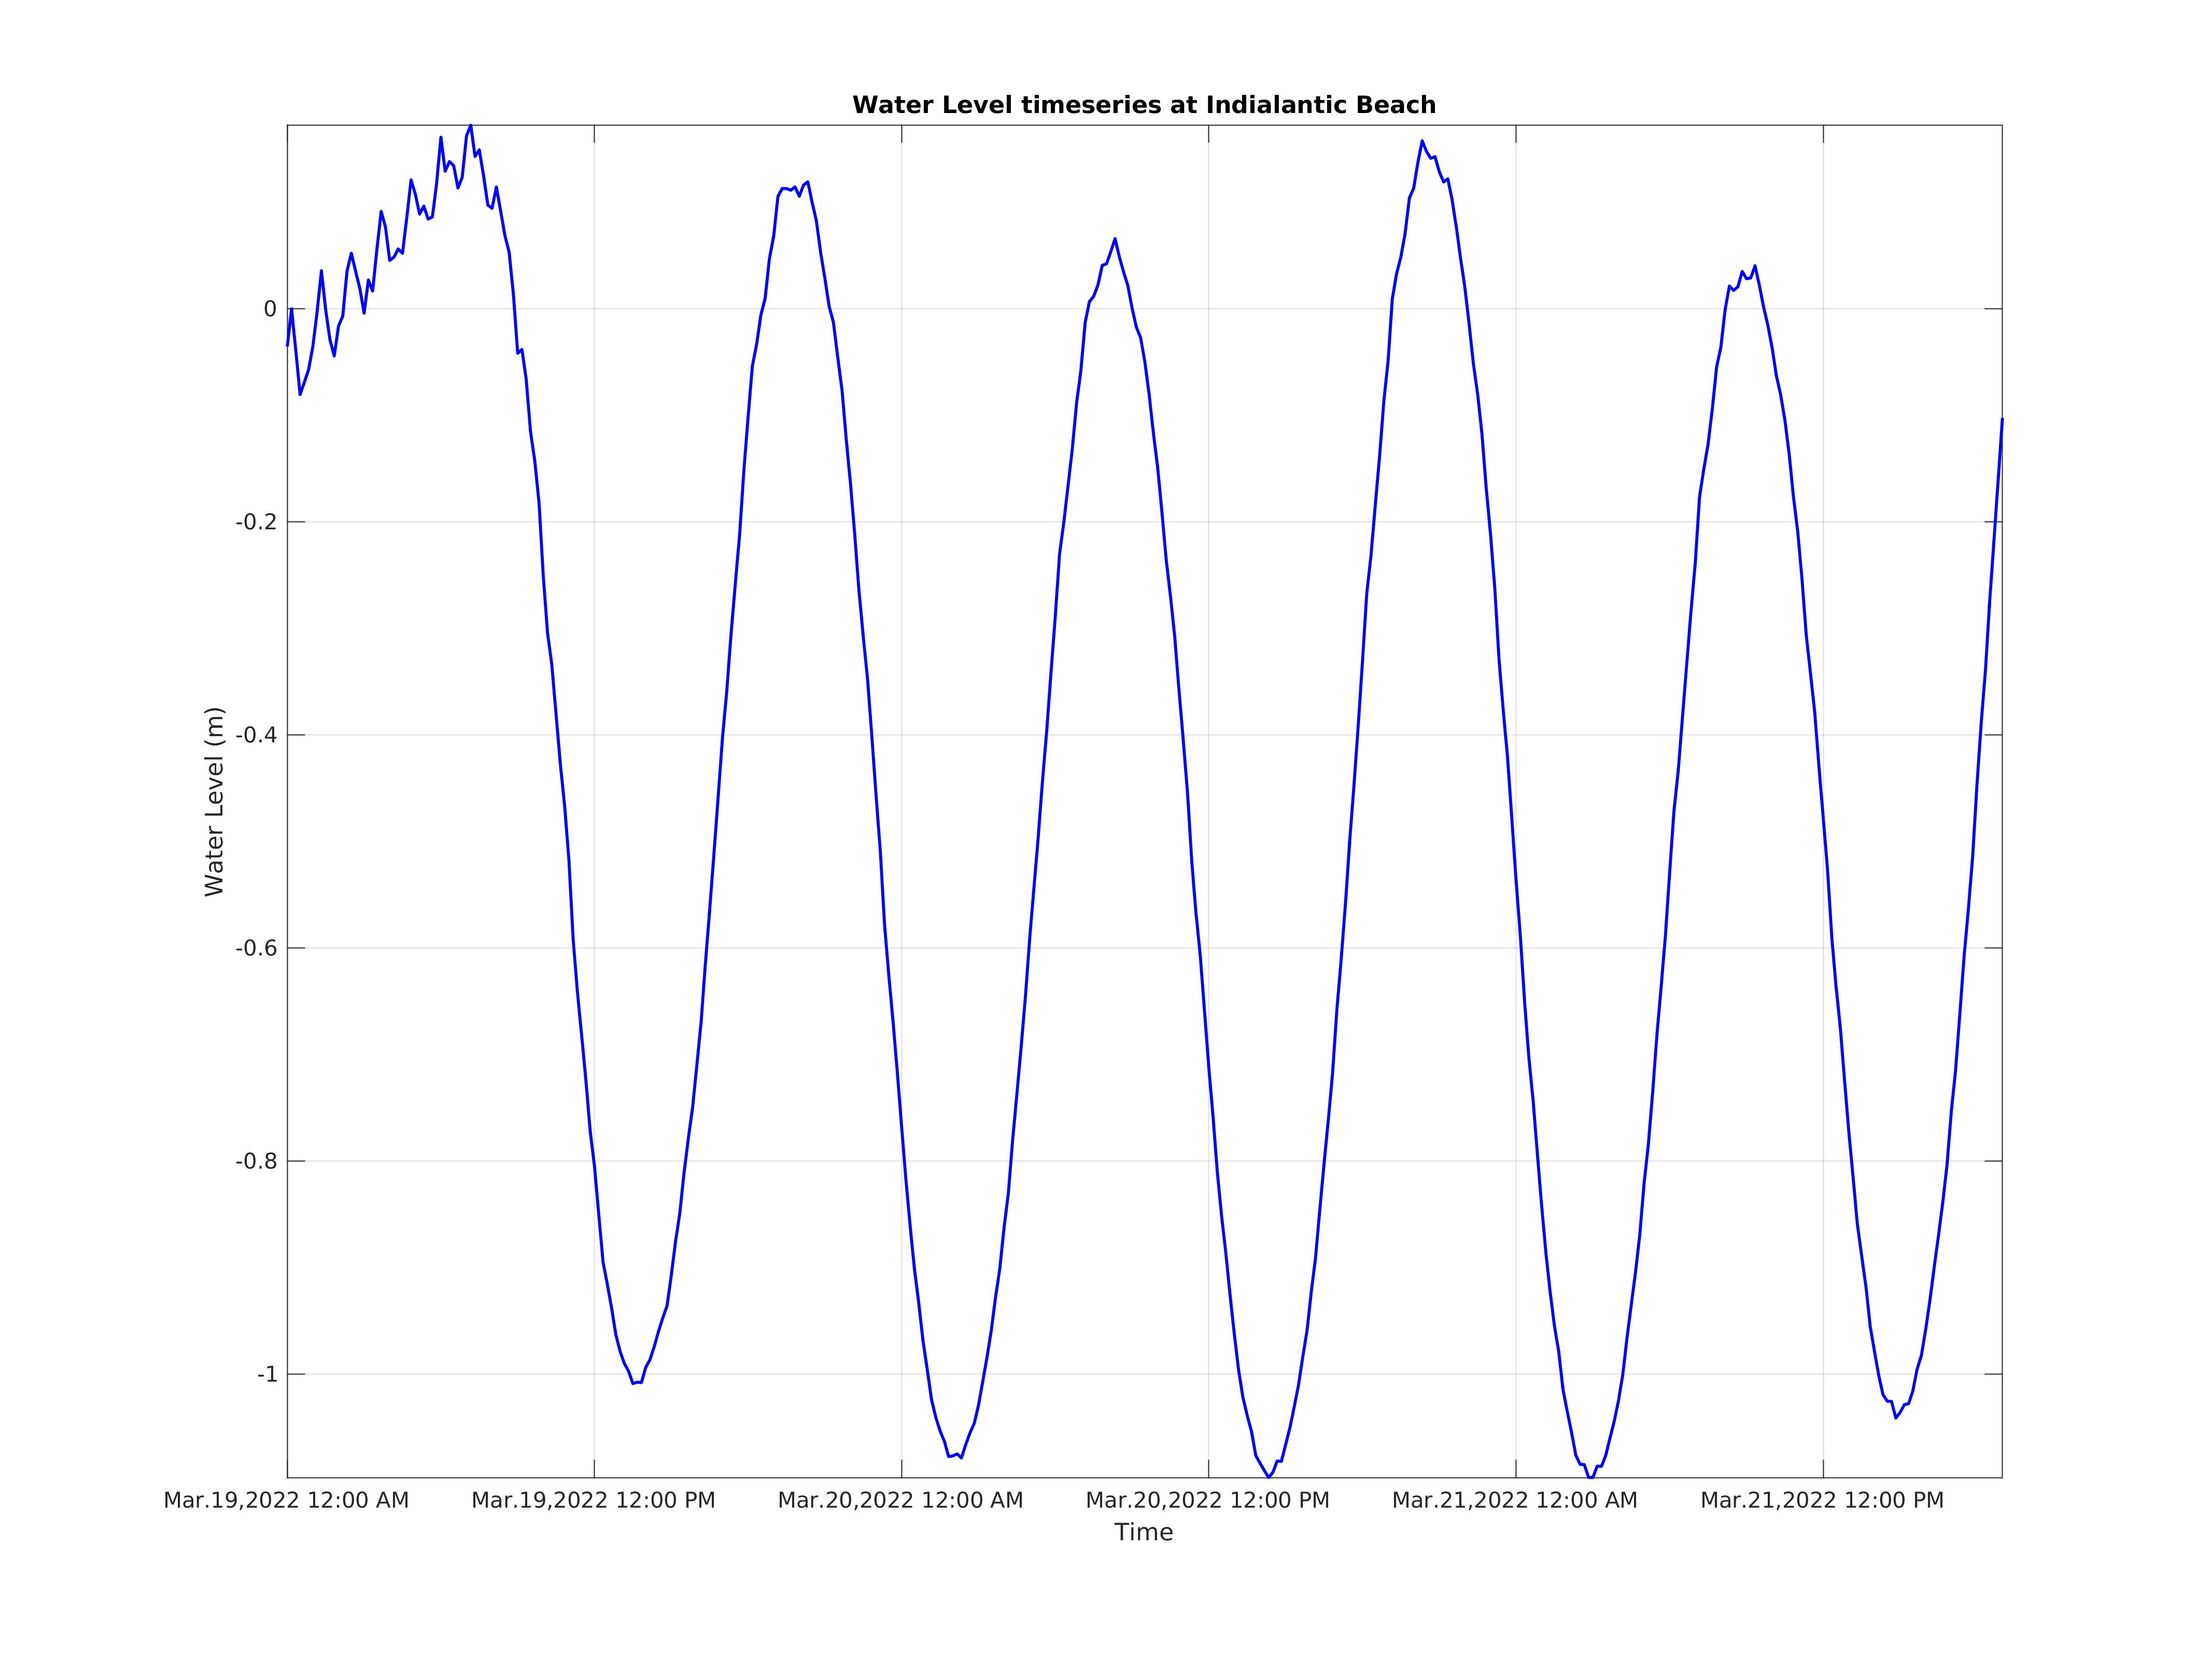 Water Level timeseries at Indialantic Beach
0
-0.2
-0.4
-0.6
-0.8
-1
Water Level (m)
Mar.19,2022 12:00 AM
Mar.19,2022 12:00 PM
Mar.20,2022 12:00 AM
Mar.20,2022 12:00 PM
Mar.21,2022 12:00 AM
Mar.21,2022 12:00 PM
Time